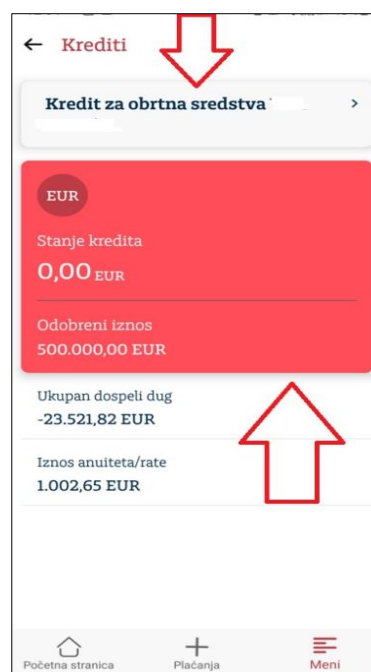 Krediti
Kredit za obrtna sredstva
EUR
Stanje kredita
0,00 EUR
Odobreni iznos
500.000,00 EUR
Ukupan dospeli dug
-23.521,82 EUR
Iznos anuiteta/rate
1.002,65 EUR
Početna stranica
Plaćanja
Meni